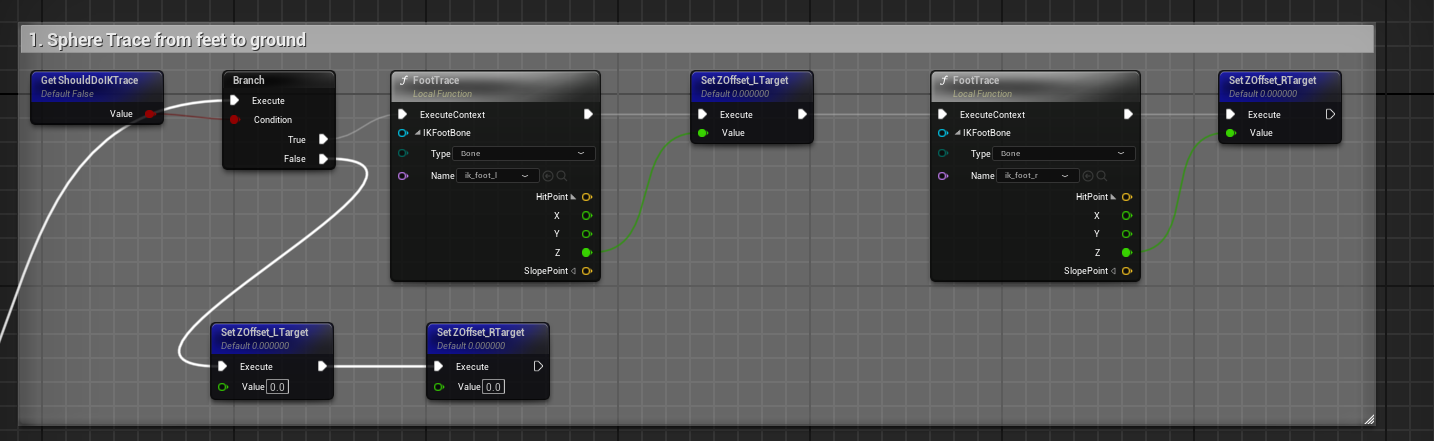 1. Sphere Trace from feet to ground
Get ShouldDoIKTrace
Default False
Value
Branch
Execute
Condition
True
False
f FootTrace
Local Function
ExecuteContext
IKFootBone
Type Bone
Name ik_foot_l
HitPoint
X
Y
Z
SlopePoint
Set ZOffset_LTarget
Default 0.000000
Execute
Value
f FootTrace
Local Function
ExecuteContext
IKFootBone
Type Bone
Name ik_foot_r
HitPoint
X
Y
Z
SlopePoint
Set ZOffset_RTarget
Default 0.000000
Execute
Value
Set ZOffset_LTarget
Default 0.000000
Execute
Value 0.0
Set ZOffset_RTarget
Default 0.000000
Execute
Value 0.0